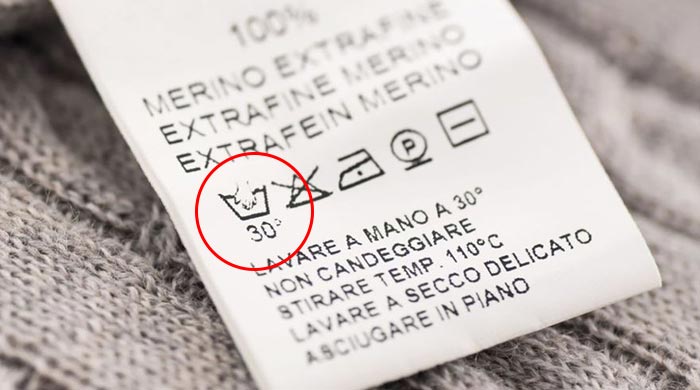 100%
MERINO EXTRAFINE
EXTRAFINE MERINO
EXTRAFEIN MERINO
P
30°
LAVARE A MANO A 30°
NON CANDEGGIARE
STIRARE TEMP. 110°C
LAVARE A SECCO DELICATO
ASCIUGARE IN PIANO